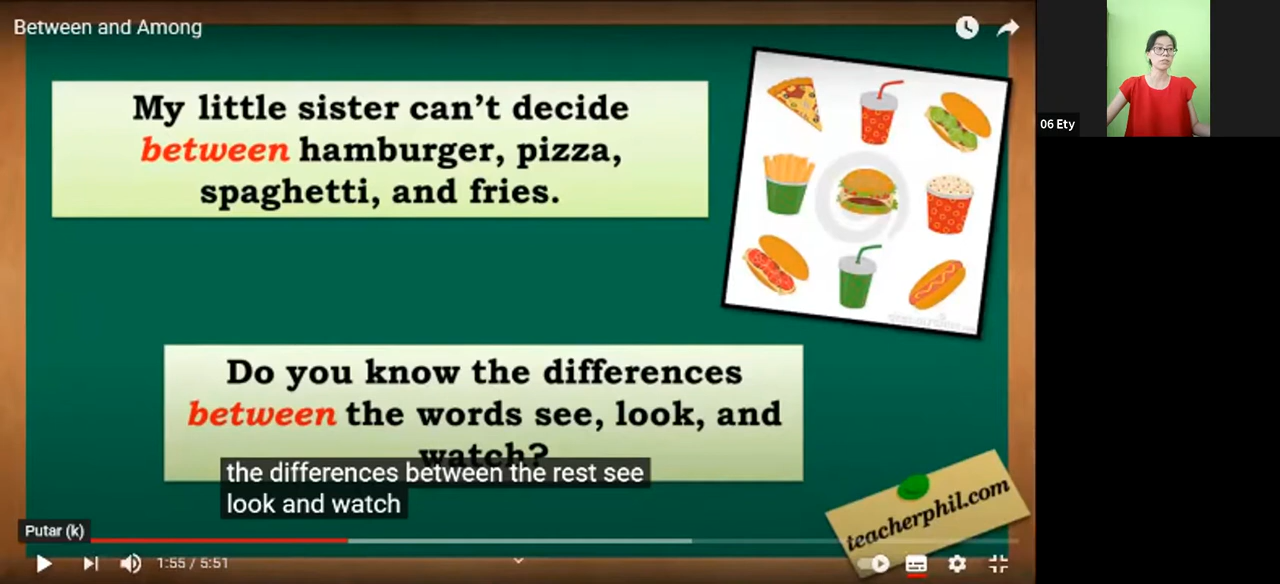 Between and Among
My little sister can't decide
between hamburger, pizza,
spaghetti, and fries.
06 Ety
Do you know the differences
between the words see, look, and
watch?
the differences between the rest see
look and watch
teacherphil.com
Putar (k)
1:55 / 5:51